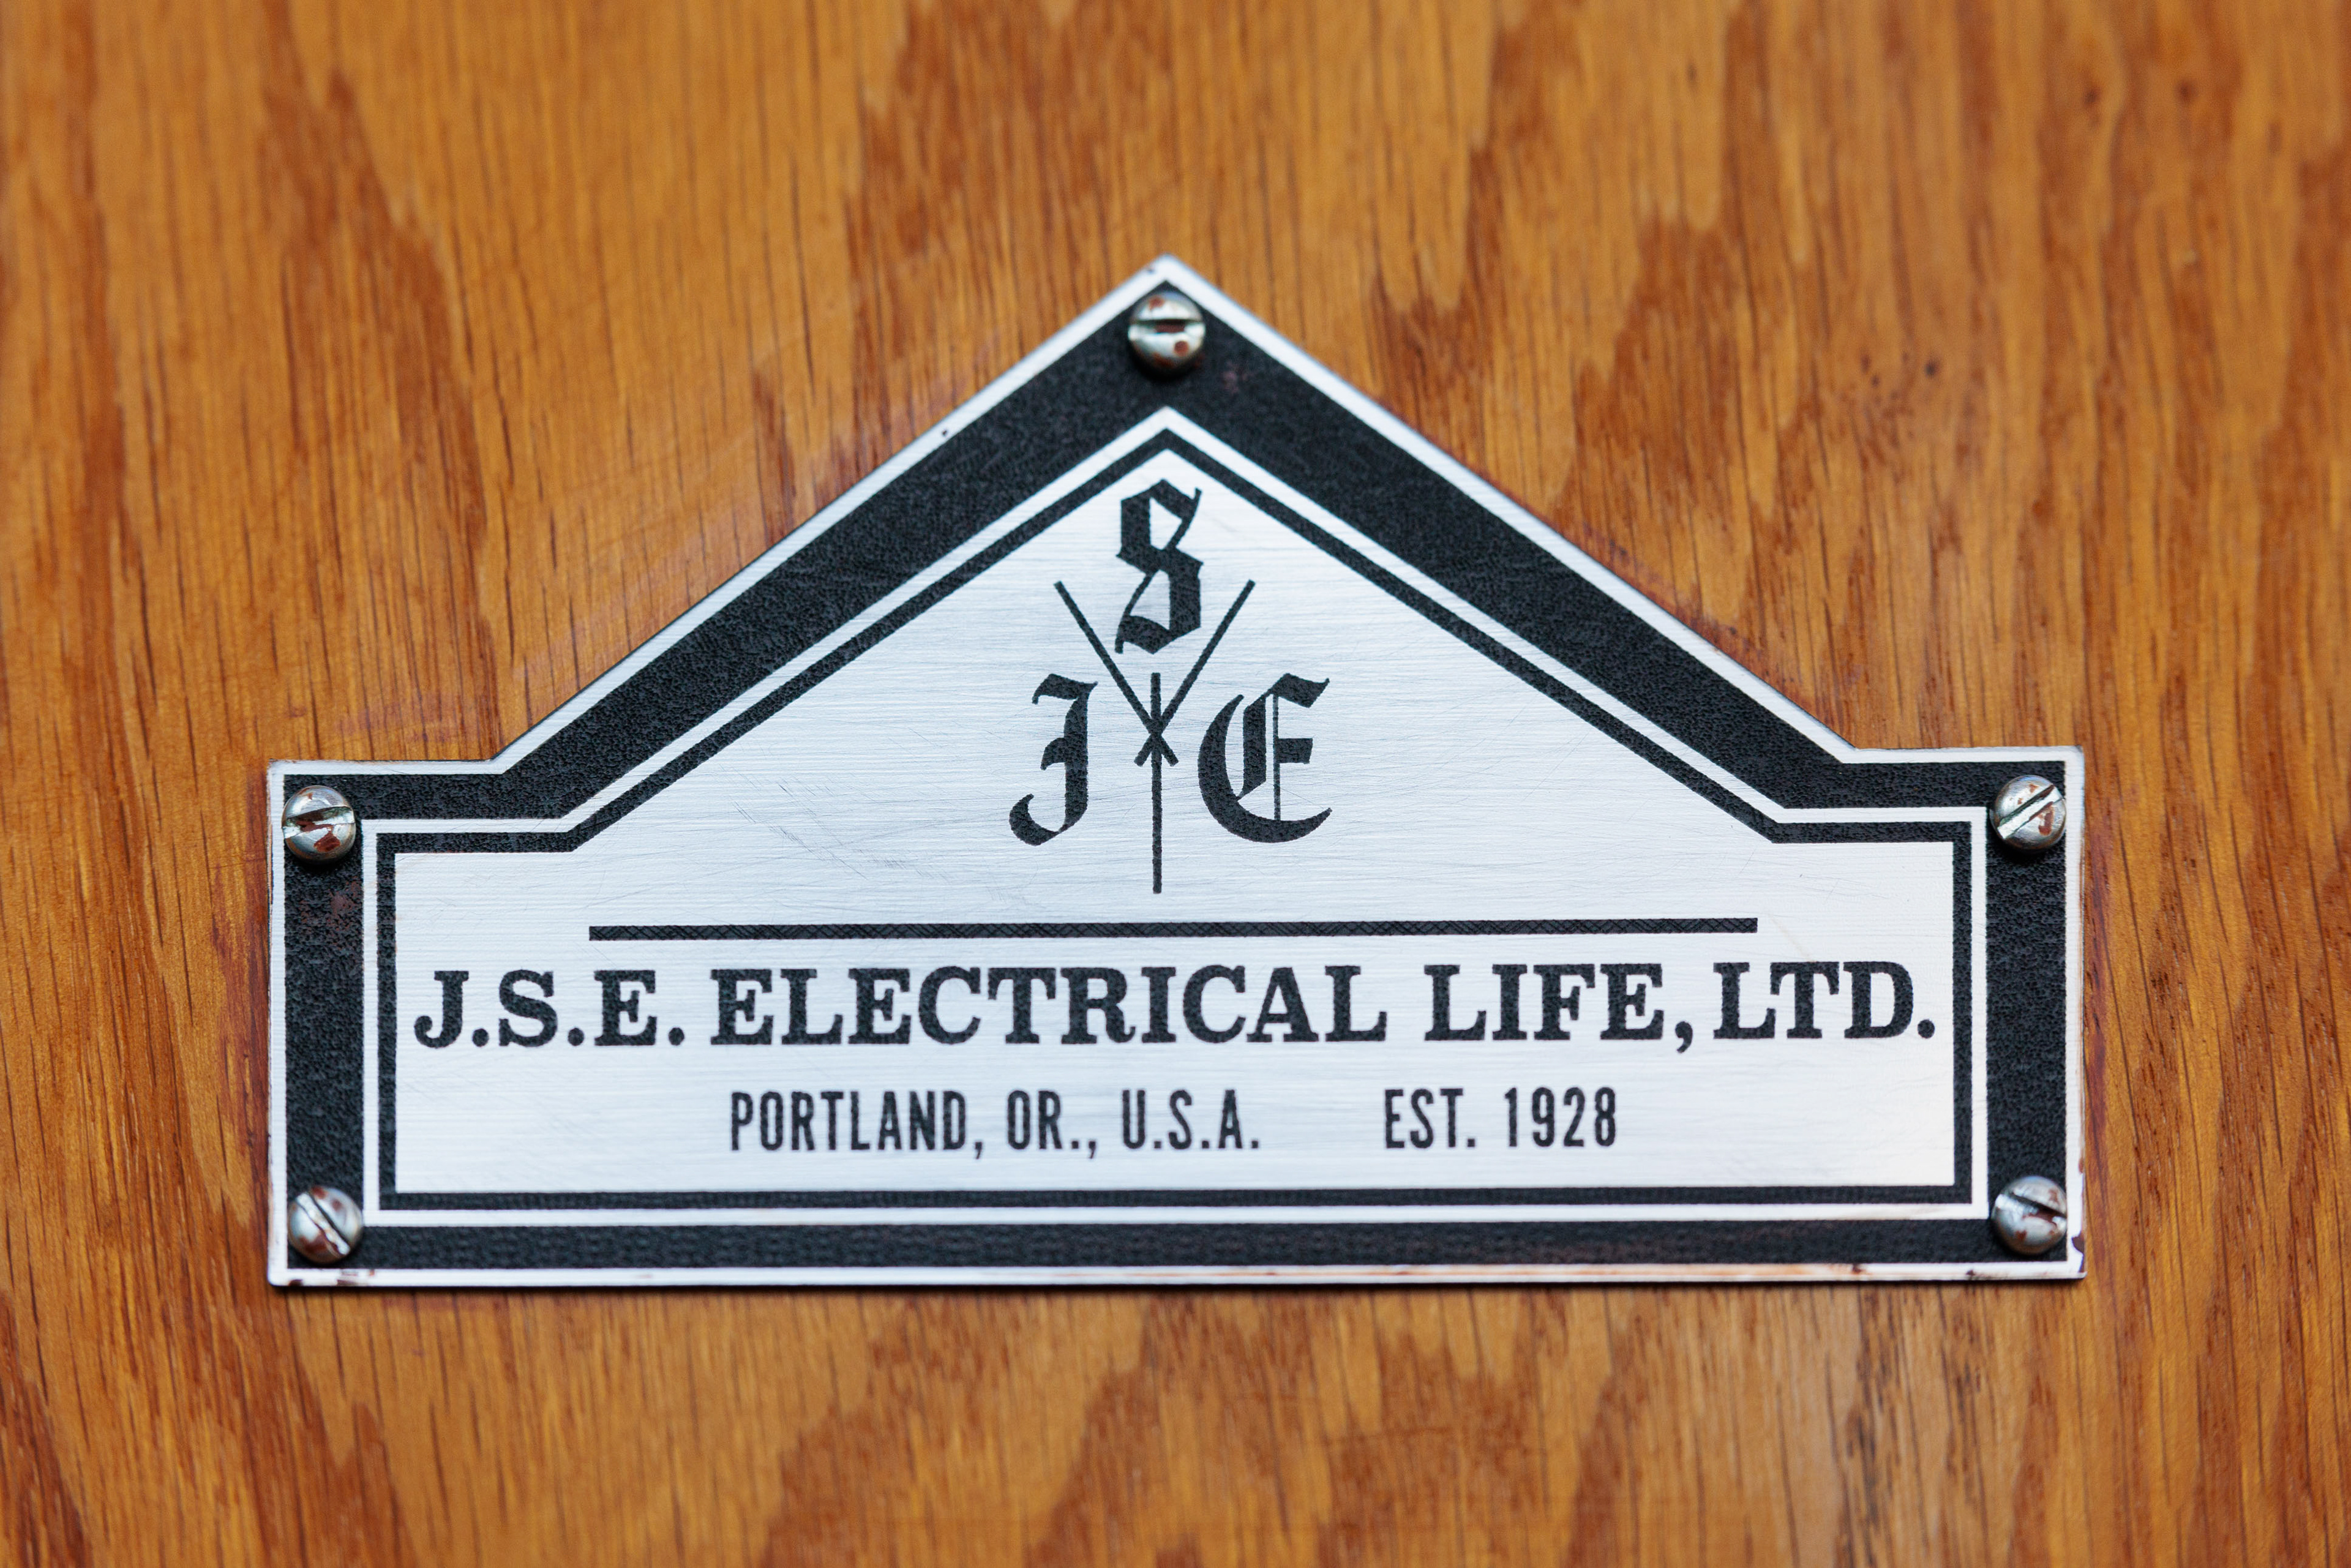 S
J E
J.S.E. ELECTRICAL LIFE, LTD.
PORTLAND, OR., U.S.A. EST. 1928